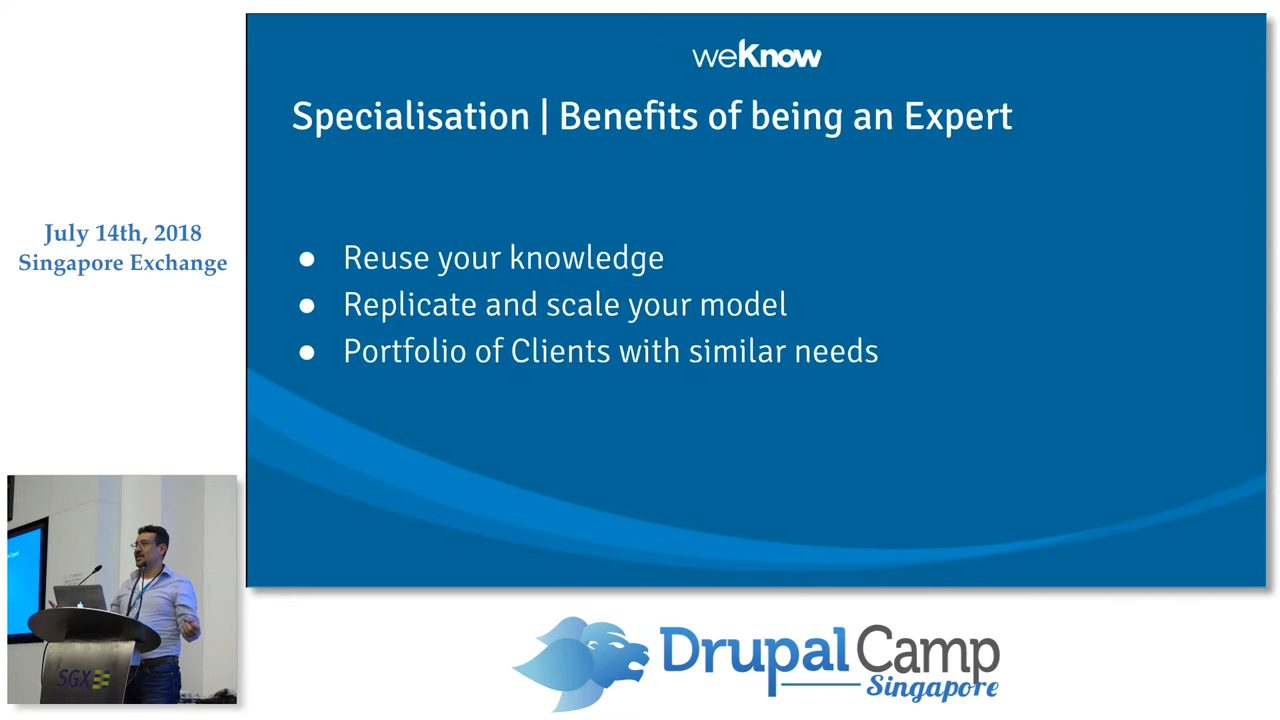 weKnow
Specialisation | Benefits of being an Expert
July 14th, 2018
Singapore Exchange
● Reuse your knowledge
● Replicate and scale your model
● Portfolio of Clients with similar needs
SGX
DrupalCamp
Singapore